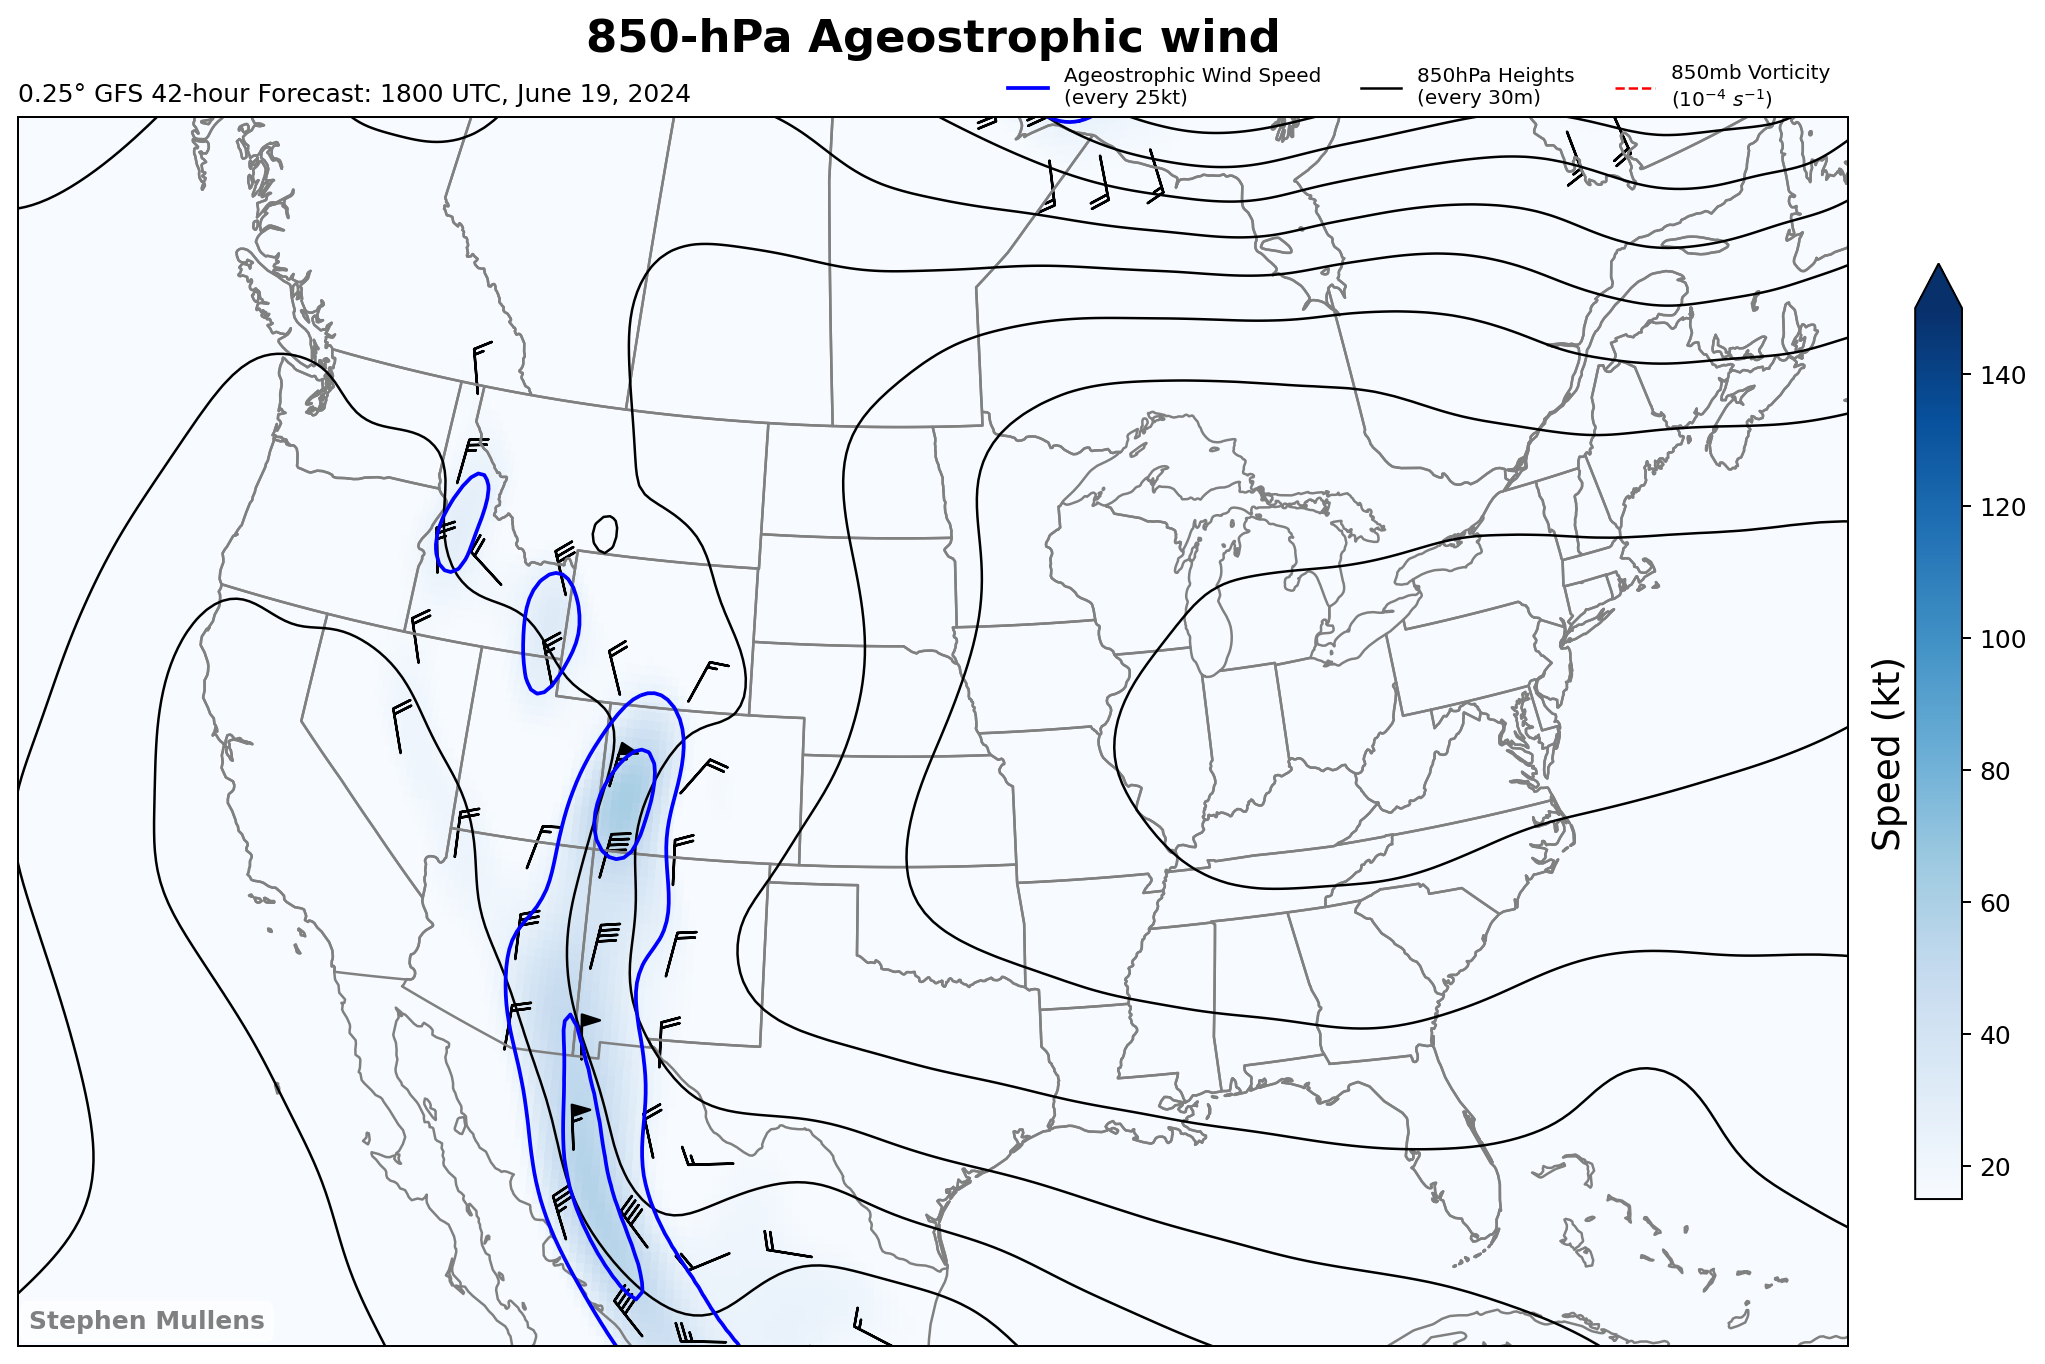 850-hPa Ageostrophic wind
0.25° GFS 42-hour Forecast: 1800 UTC, June 19, 2024
Ageostrophic Wind Speed
(every 25kt)
850hPa Heights
(every 30m)
850mb Vorticity
(10⁻⁴ s⁻¹)
140
120
100
80
60
40
20
Speed (kt)
Stephen Mullens